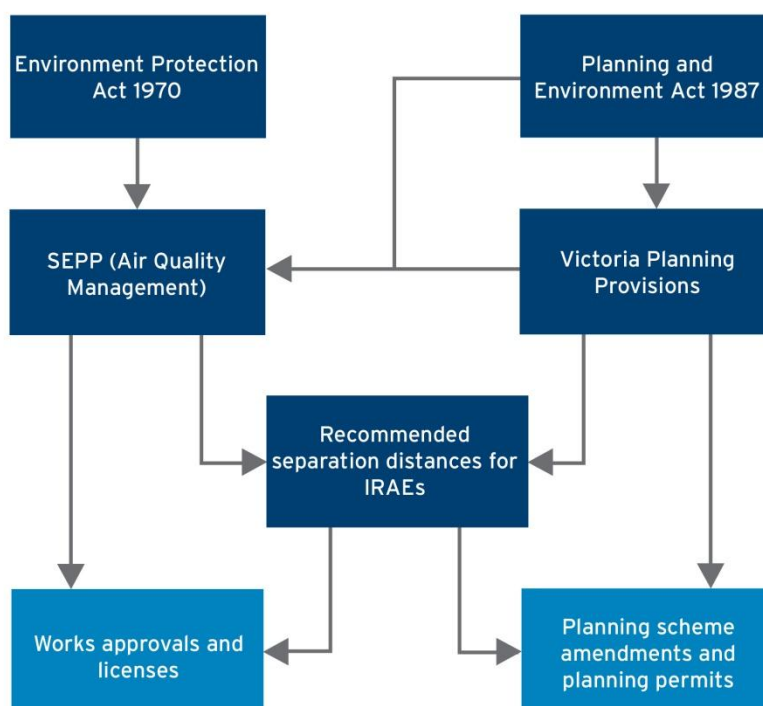 Environment Protection
Act 1970
Planning and
Environment Act 1987
SEPP (Air Quality
Management)
Victoria Planning
Provisions
Recommended
separation distances for
IRAEs
Works approvals and
licenses
Planning scheme
amendments and
planning permits